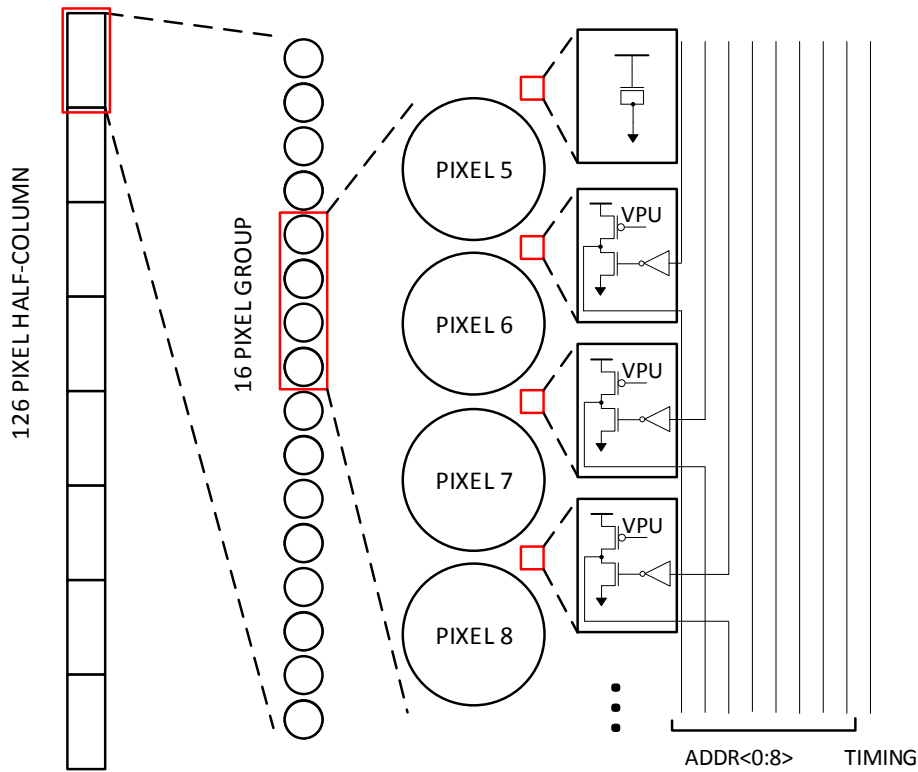 126 PIXEL HALF-COLUMN
16 PIXEL GROUP
PIXEL 5
PIXEL 6
PIXEL 7
PIXEL 8
VPU
VPU
VPU
ADDR<0:8>
TIMING